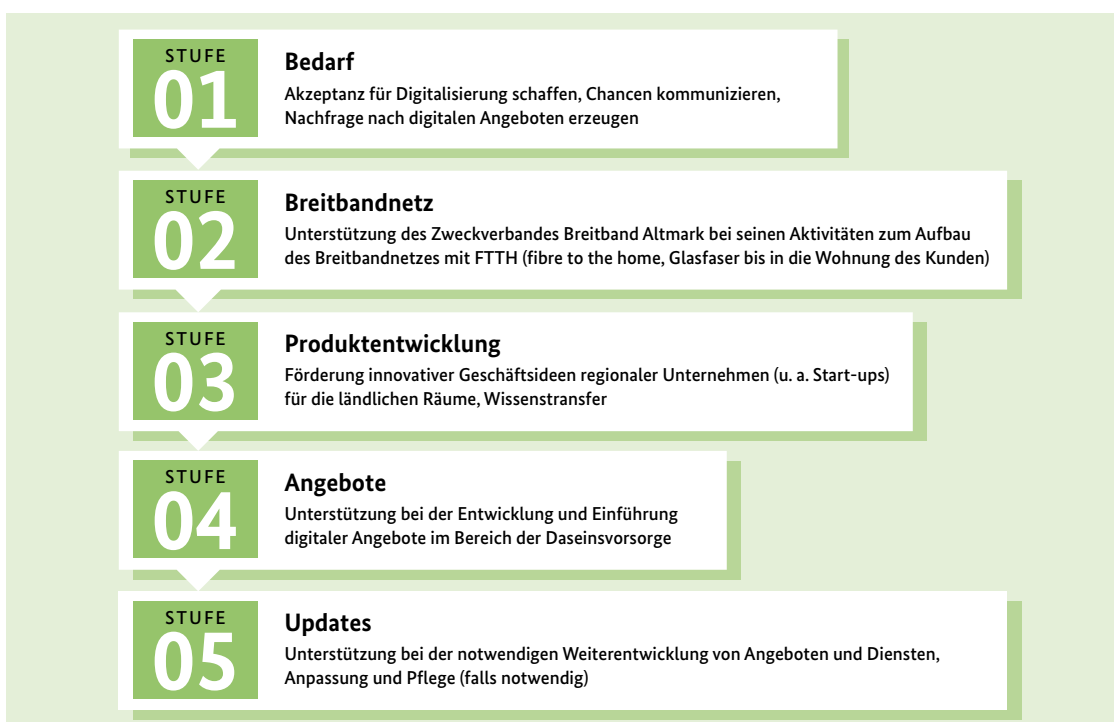 STUFE
01
Bedarf
Akzeptanz für Digitalisierung schaffen, Chancen kommunizieren,
Nachfrage nach digitalen Angeboten erzeugen
STUFE
02
Breitbandnetz
Unterstützung des Zweckverbandes Breitband Altmark bei seinen Aktivitäten zum Aufbau
des Breitbandnetzes mit FTTH (fibre to the home, Glasfaser bis in die Wohnung des Kunden)
STUFE
03
Produktentwicklung
Förderung innovativer Geschäftsideen regionaler Unternehmen (u. a. Start-ups)
für die ländlichen Räume, Wissenstransfer
STUFE
04
Angebote
Unterstützung bei der Entwicklung und Einführung
digitaler Angebote im Bereich der Daseinsvorsorge
STUFE
05
Updates
Unterstützung bei der notwendigen Weiterentwicklung von Angeboten und Diensten,
Anpassung und Pflege (falls notwendig)